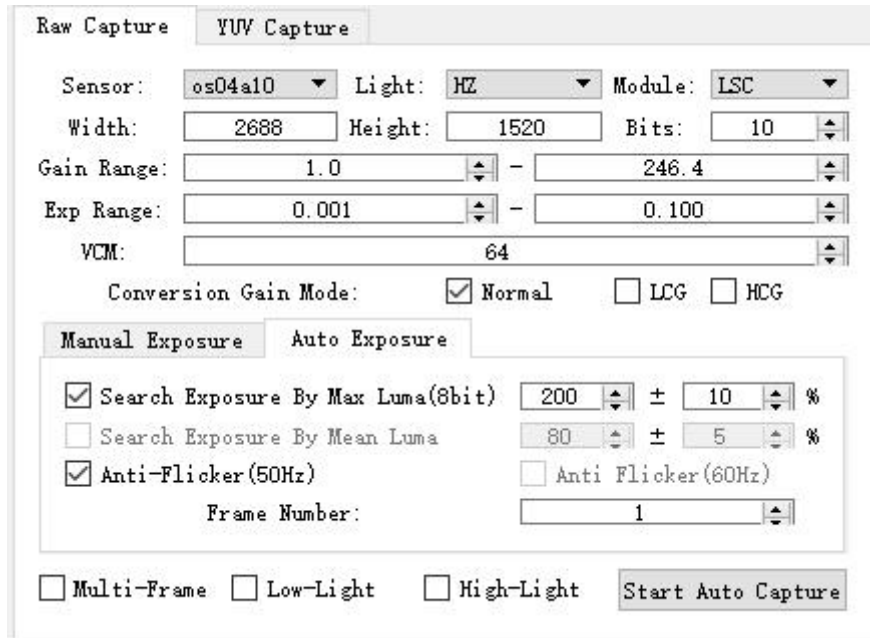 Raw Capture YUV Capture
Sensor: os04a10 Light: HZ Module: LSC
Width: 2688 Height: 1520 Bits: 10
Gain Range: 1.0 - 246.4
Exp Range: 0.001 - 0.100
VCM: 64
Conversion Gain Mode: Normal LCG HCG
Manual Exposure Auto Exposure
Search Exposure By Max Luma(8bit) 200 ± 10 %
Search Exposure By Mean Luma 80 ± 5 %
Anti-Flicker(50Hz) Anti Flicker(60Hz)
Frame Number: 1
Multi-Frame Low-Light High-Light Start Auto Capture